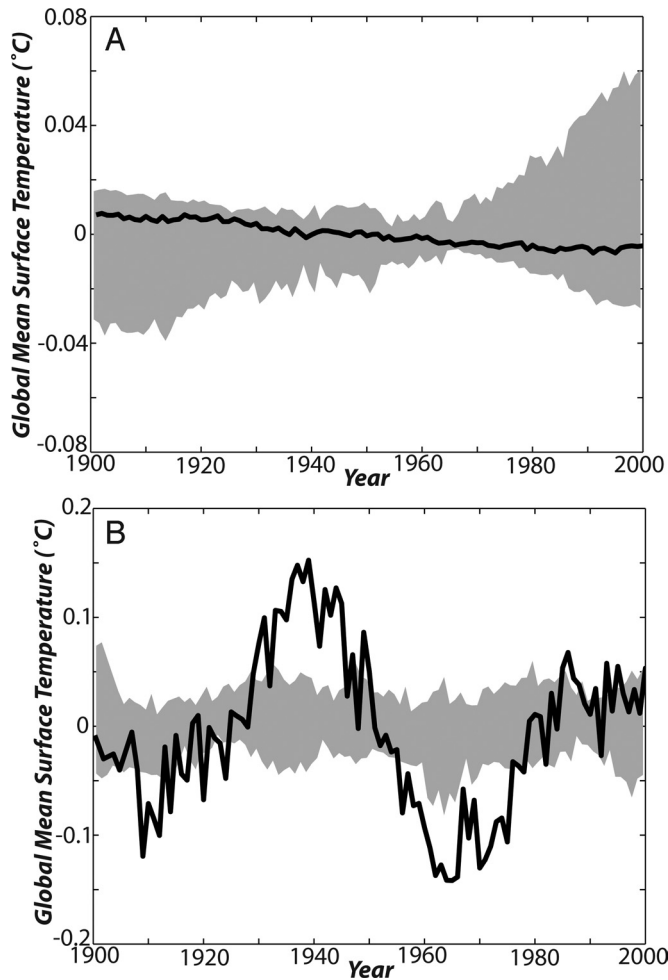 A
Global Mean Surface Temperature (˚C)
0.08
0.04
0
-0.04
-0.08
1900 1920 1940 1960 1980 2000
Year
B
Global Mean Surface Temperature (˚C)
0.2
0.1
0
-0.1
-0.2
1900 1920 1940 1960 1980 2000
Year